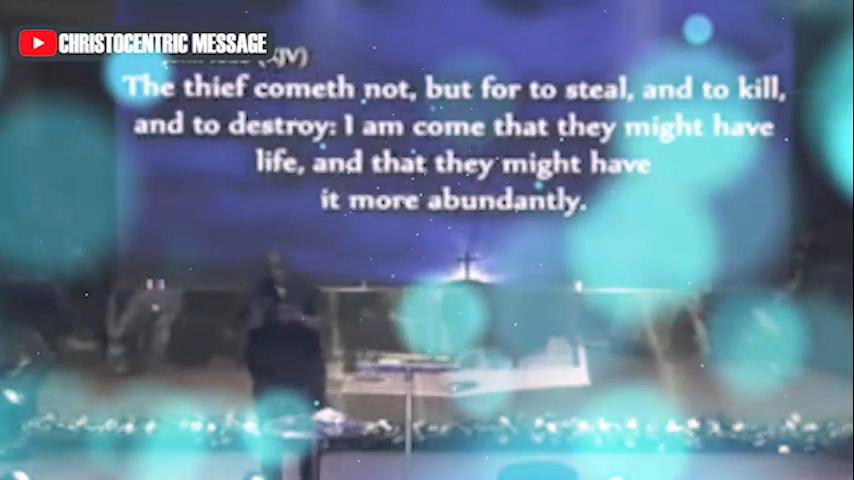 CHRISTOCENTRIC MESSAGE
(KJV)
The thief cometh not, but for to steal, and to kill,
and to destroy: I am come that they might have
life, and that they might have
it more abundantly.